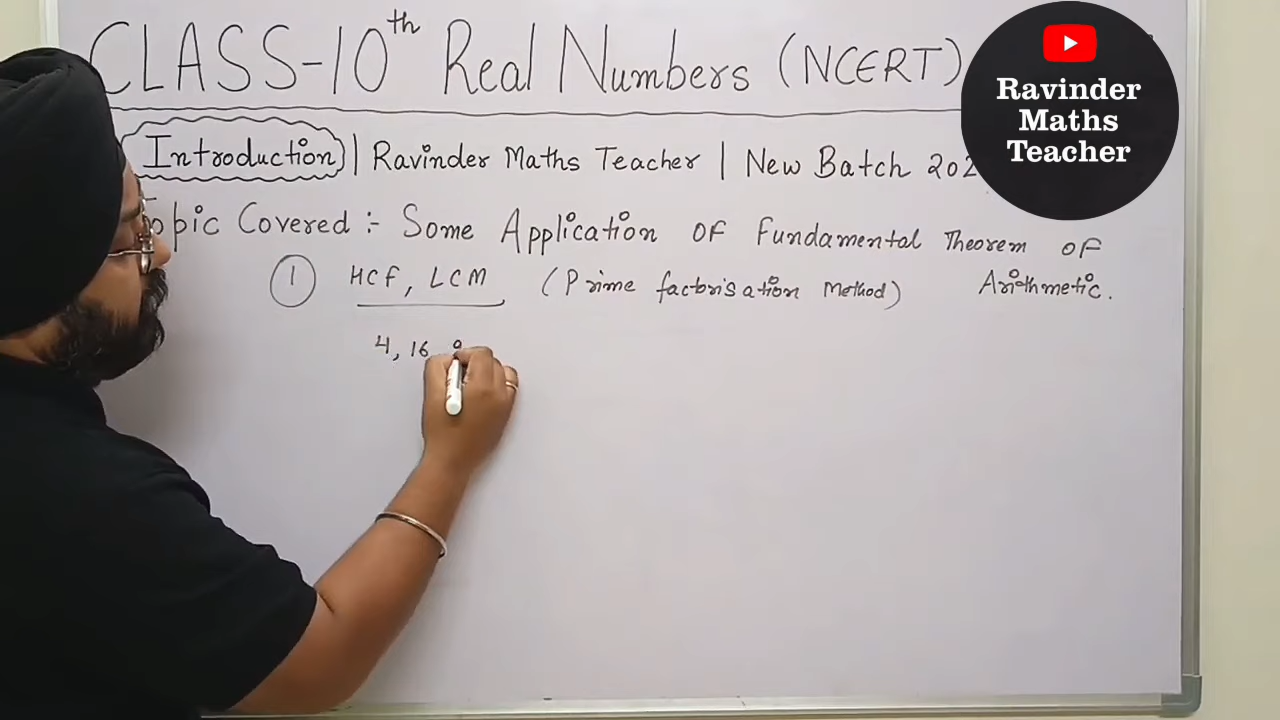 CLASS-10th Real Numbers (NCERT)
Ravinder
Maths
Teacher
Introduction | Ravinder Maths Teacher | New Batch
Covered :- Some Application OF Fundamental Theorem OF
Arithmetic.
1 HCF, LCM (Prime factorisation Method)
4, 16